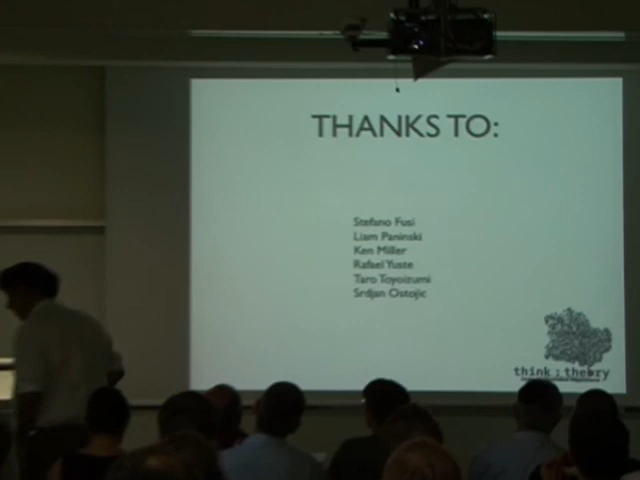 THANKS TO:
Stefano Fusi
Liam Paninski
Ken Miller
Rafael Yuste
Taro Toyoizumi
Srdjan Ostojic
think : theory